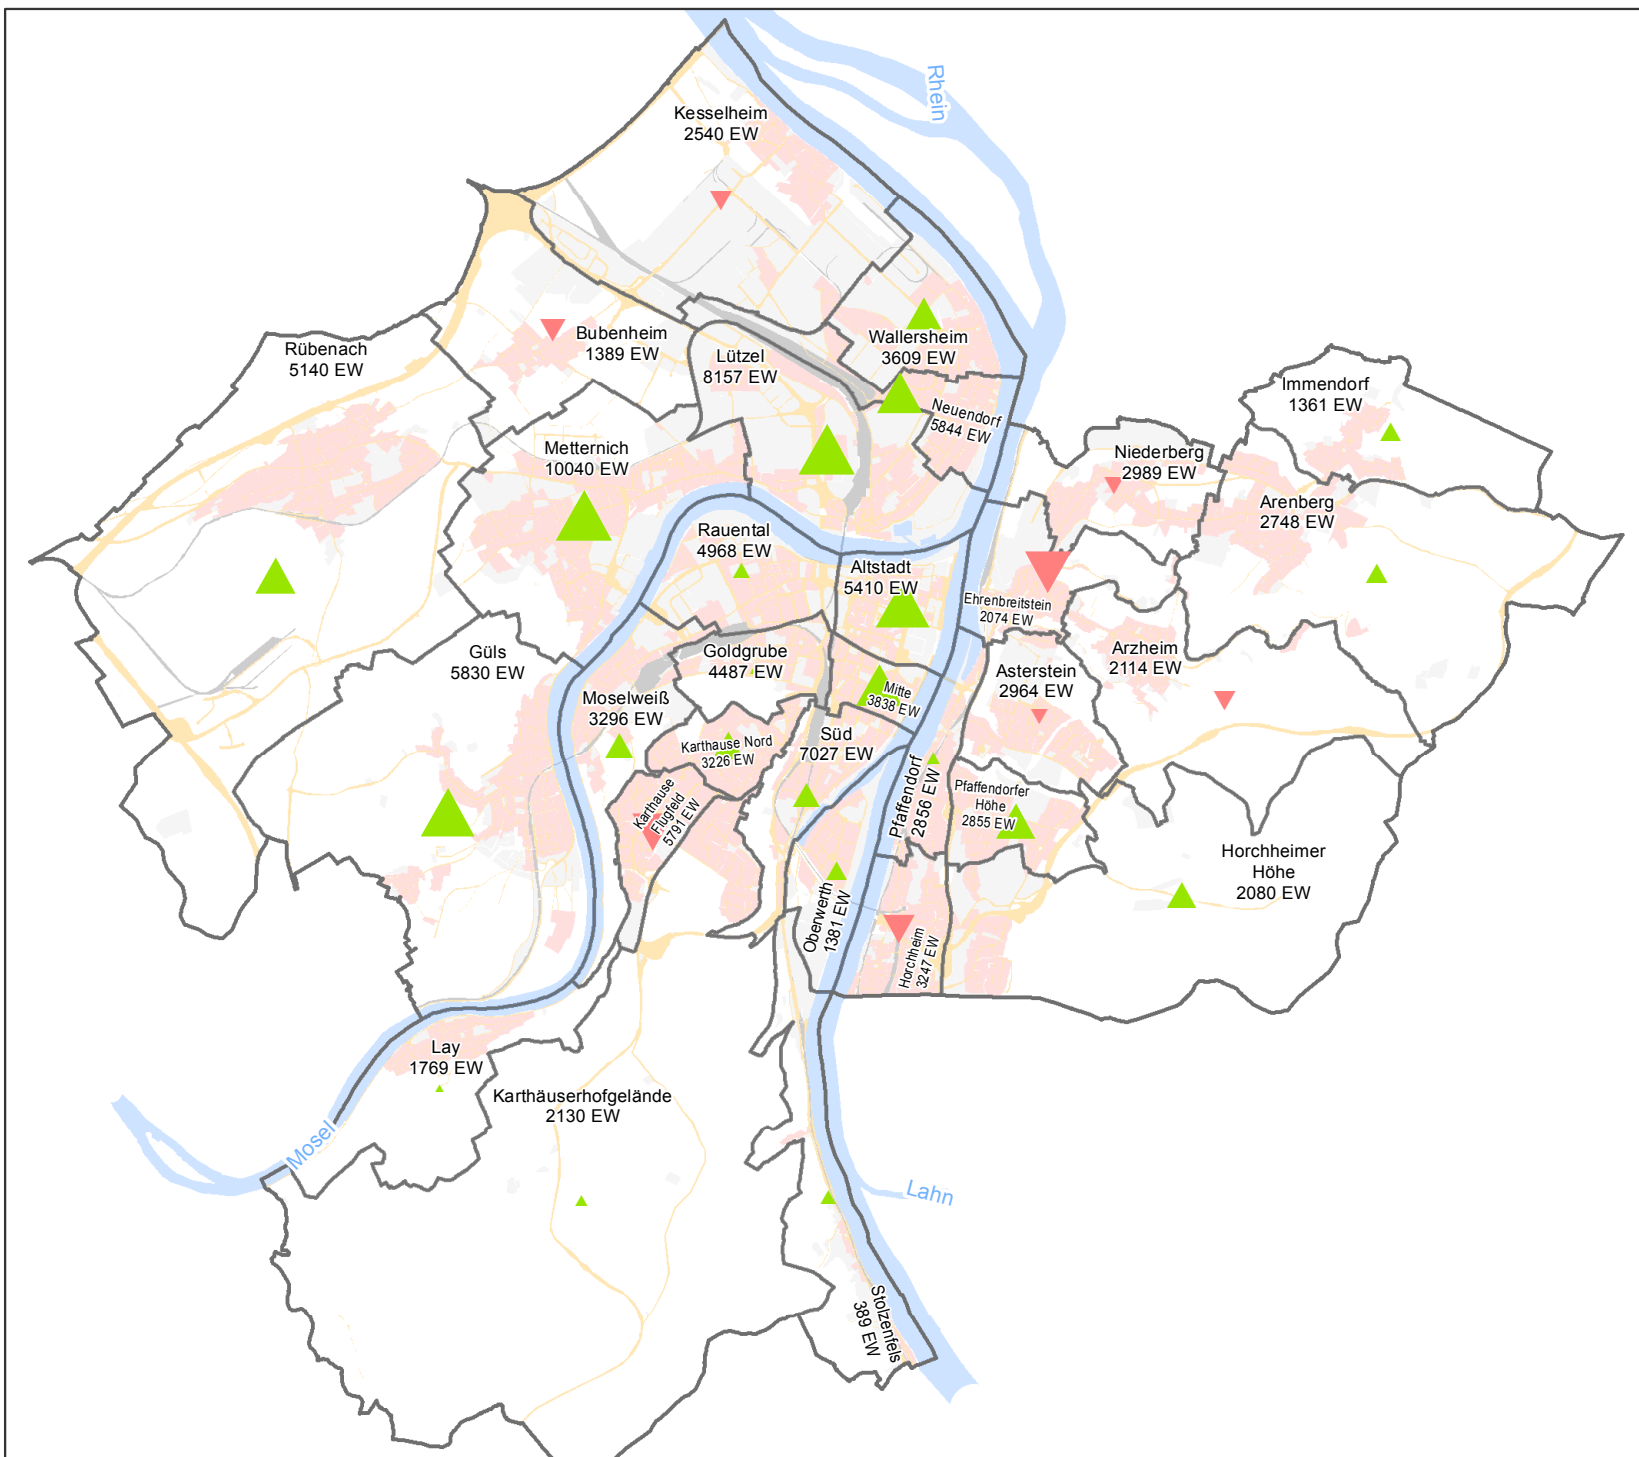 Rhein
Kesselheim
2540 EW
Bubenheim
1389 EW
Wallersheim
3609 EW
Rübenach
5140 EW
Lützel
8157 EW
Immendorf
1361 EW
Neuendorf
5844 EW
Metternich
10040 EW
Niederberg
2989 EW
Arenberg
2748 EW
Rauental
4968 EW
Altstadt
5410 EW
Ehrenbreitstein
2074 EW
Güls
5830 EW
Goldgrube
4487 EW
Arzheim
2114 EW
Asterstein
2964 EW
Moselweiß
3296 EW
Mitte
3838 EW
Karthause Nord
3226 EW
Süd
7027 EW
Karthause
Flugfeld
5791 EW
Pfaffendorf
2856 EW
Pfaffendorfer
Höhe
2855 EW
Horchheimer
Höhe
2080 EW
Oberwerth
1381 EW
Horchheim
3247 EW
Lay
1769 EW
Karthäuserhofgelände
2130 EW
Mosel
Lahn
Stolzenfels
389 EW